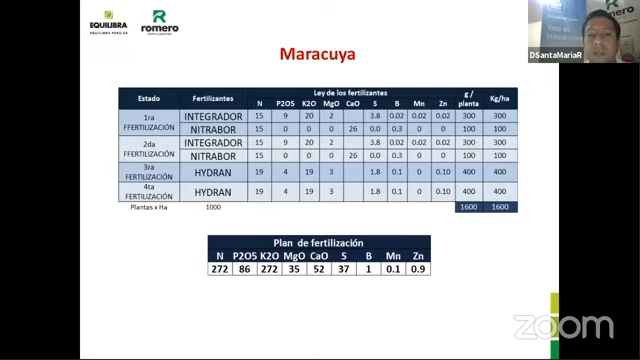 EQUILIBRA
EQUILIBRA PERU SA
romero
FERTILIZANTES
DSantaMariaR
Maracuya
Estado Fertilizantes Ley de los fertilizantes g / planta Kg/ha
N P2O5 K2O MgO CaO S B Mn Zn
1ra FFERTILIZACIÓN INTEGRADOR 15 9 20 2 3.8 0.02 0.02 0.02 300 300
NITRABOR 15 0 0 0 26 0.0 0.3 0 0 100 100
2da FFERTILIZACIÓN INTEGRADOR 15 9 20 2 3.8 0.02 0.02 0.02 300 300
NITRABOR 15 0 0 0 26 0.0 0.3 0 0 100 100
3ra FERTILIZACIÓN HYDRAN 19 4 19 3 1.8 0.1 0 0.10 400 400
4ta FERTILIZACIÓN HYDRAN 19 4 19 3 1.8 0.1 0 0.10 400 400
Plantas x Ha 1000 1600 1600
Plan de fertilización
N P2O5 K2O MgO CaO S B Mn Zn
272 86 272 35 52 37 1 0.1 0.9
zoom